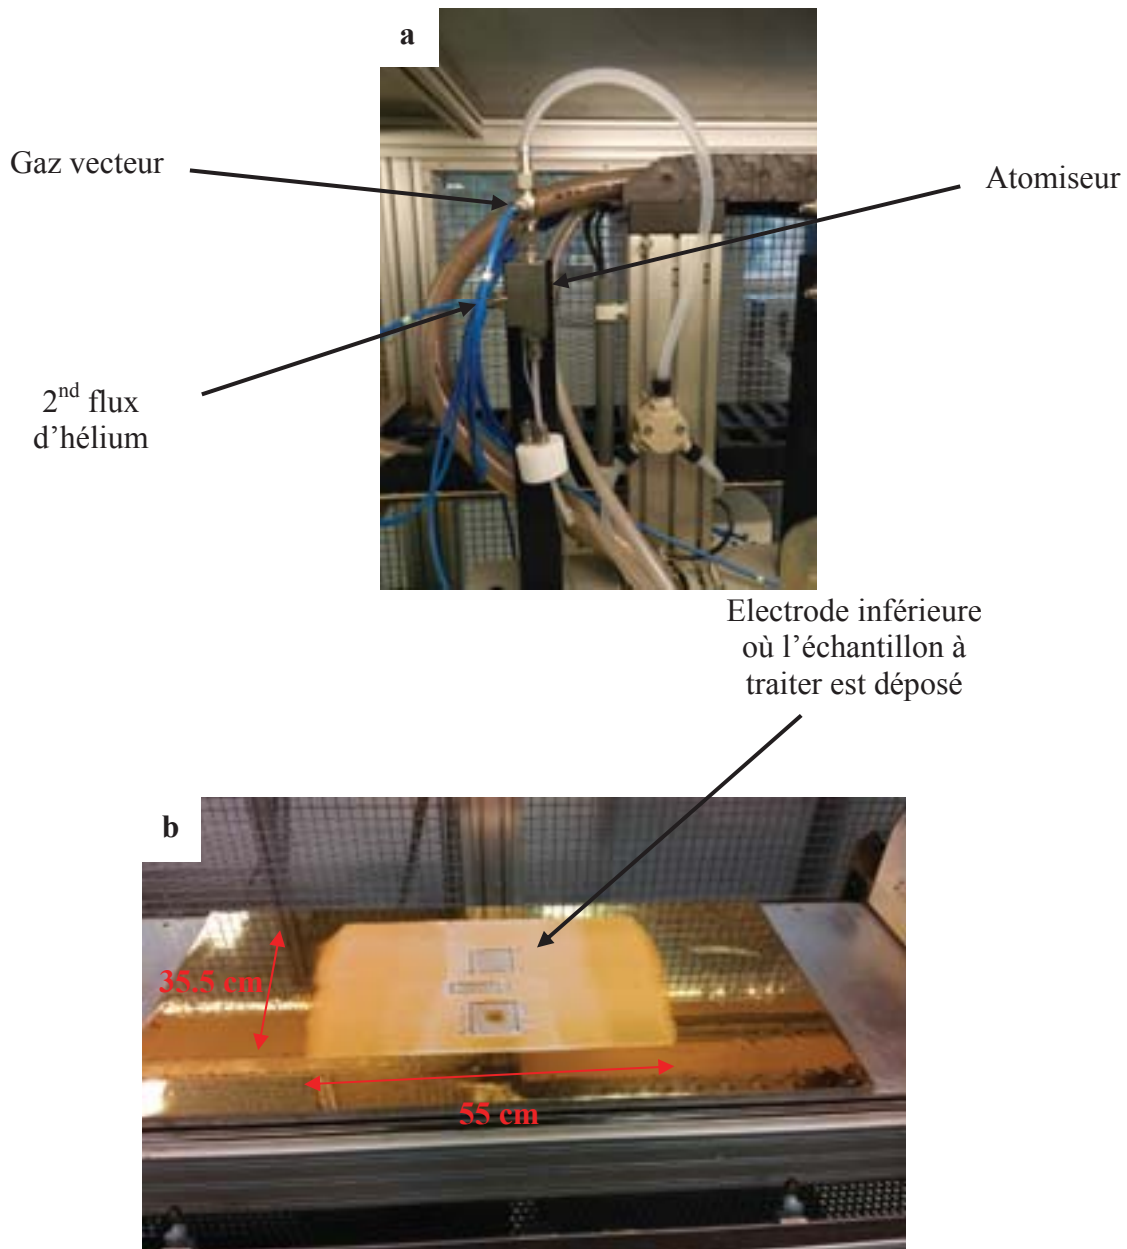 a
Gaz vecteur
Atomiseur
2nd flux
d’hélium
Electrode inférieure
où l’échantillon à
traiter est déposé
b
35.5 cm
55 cm